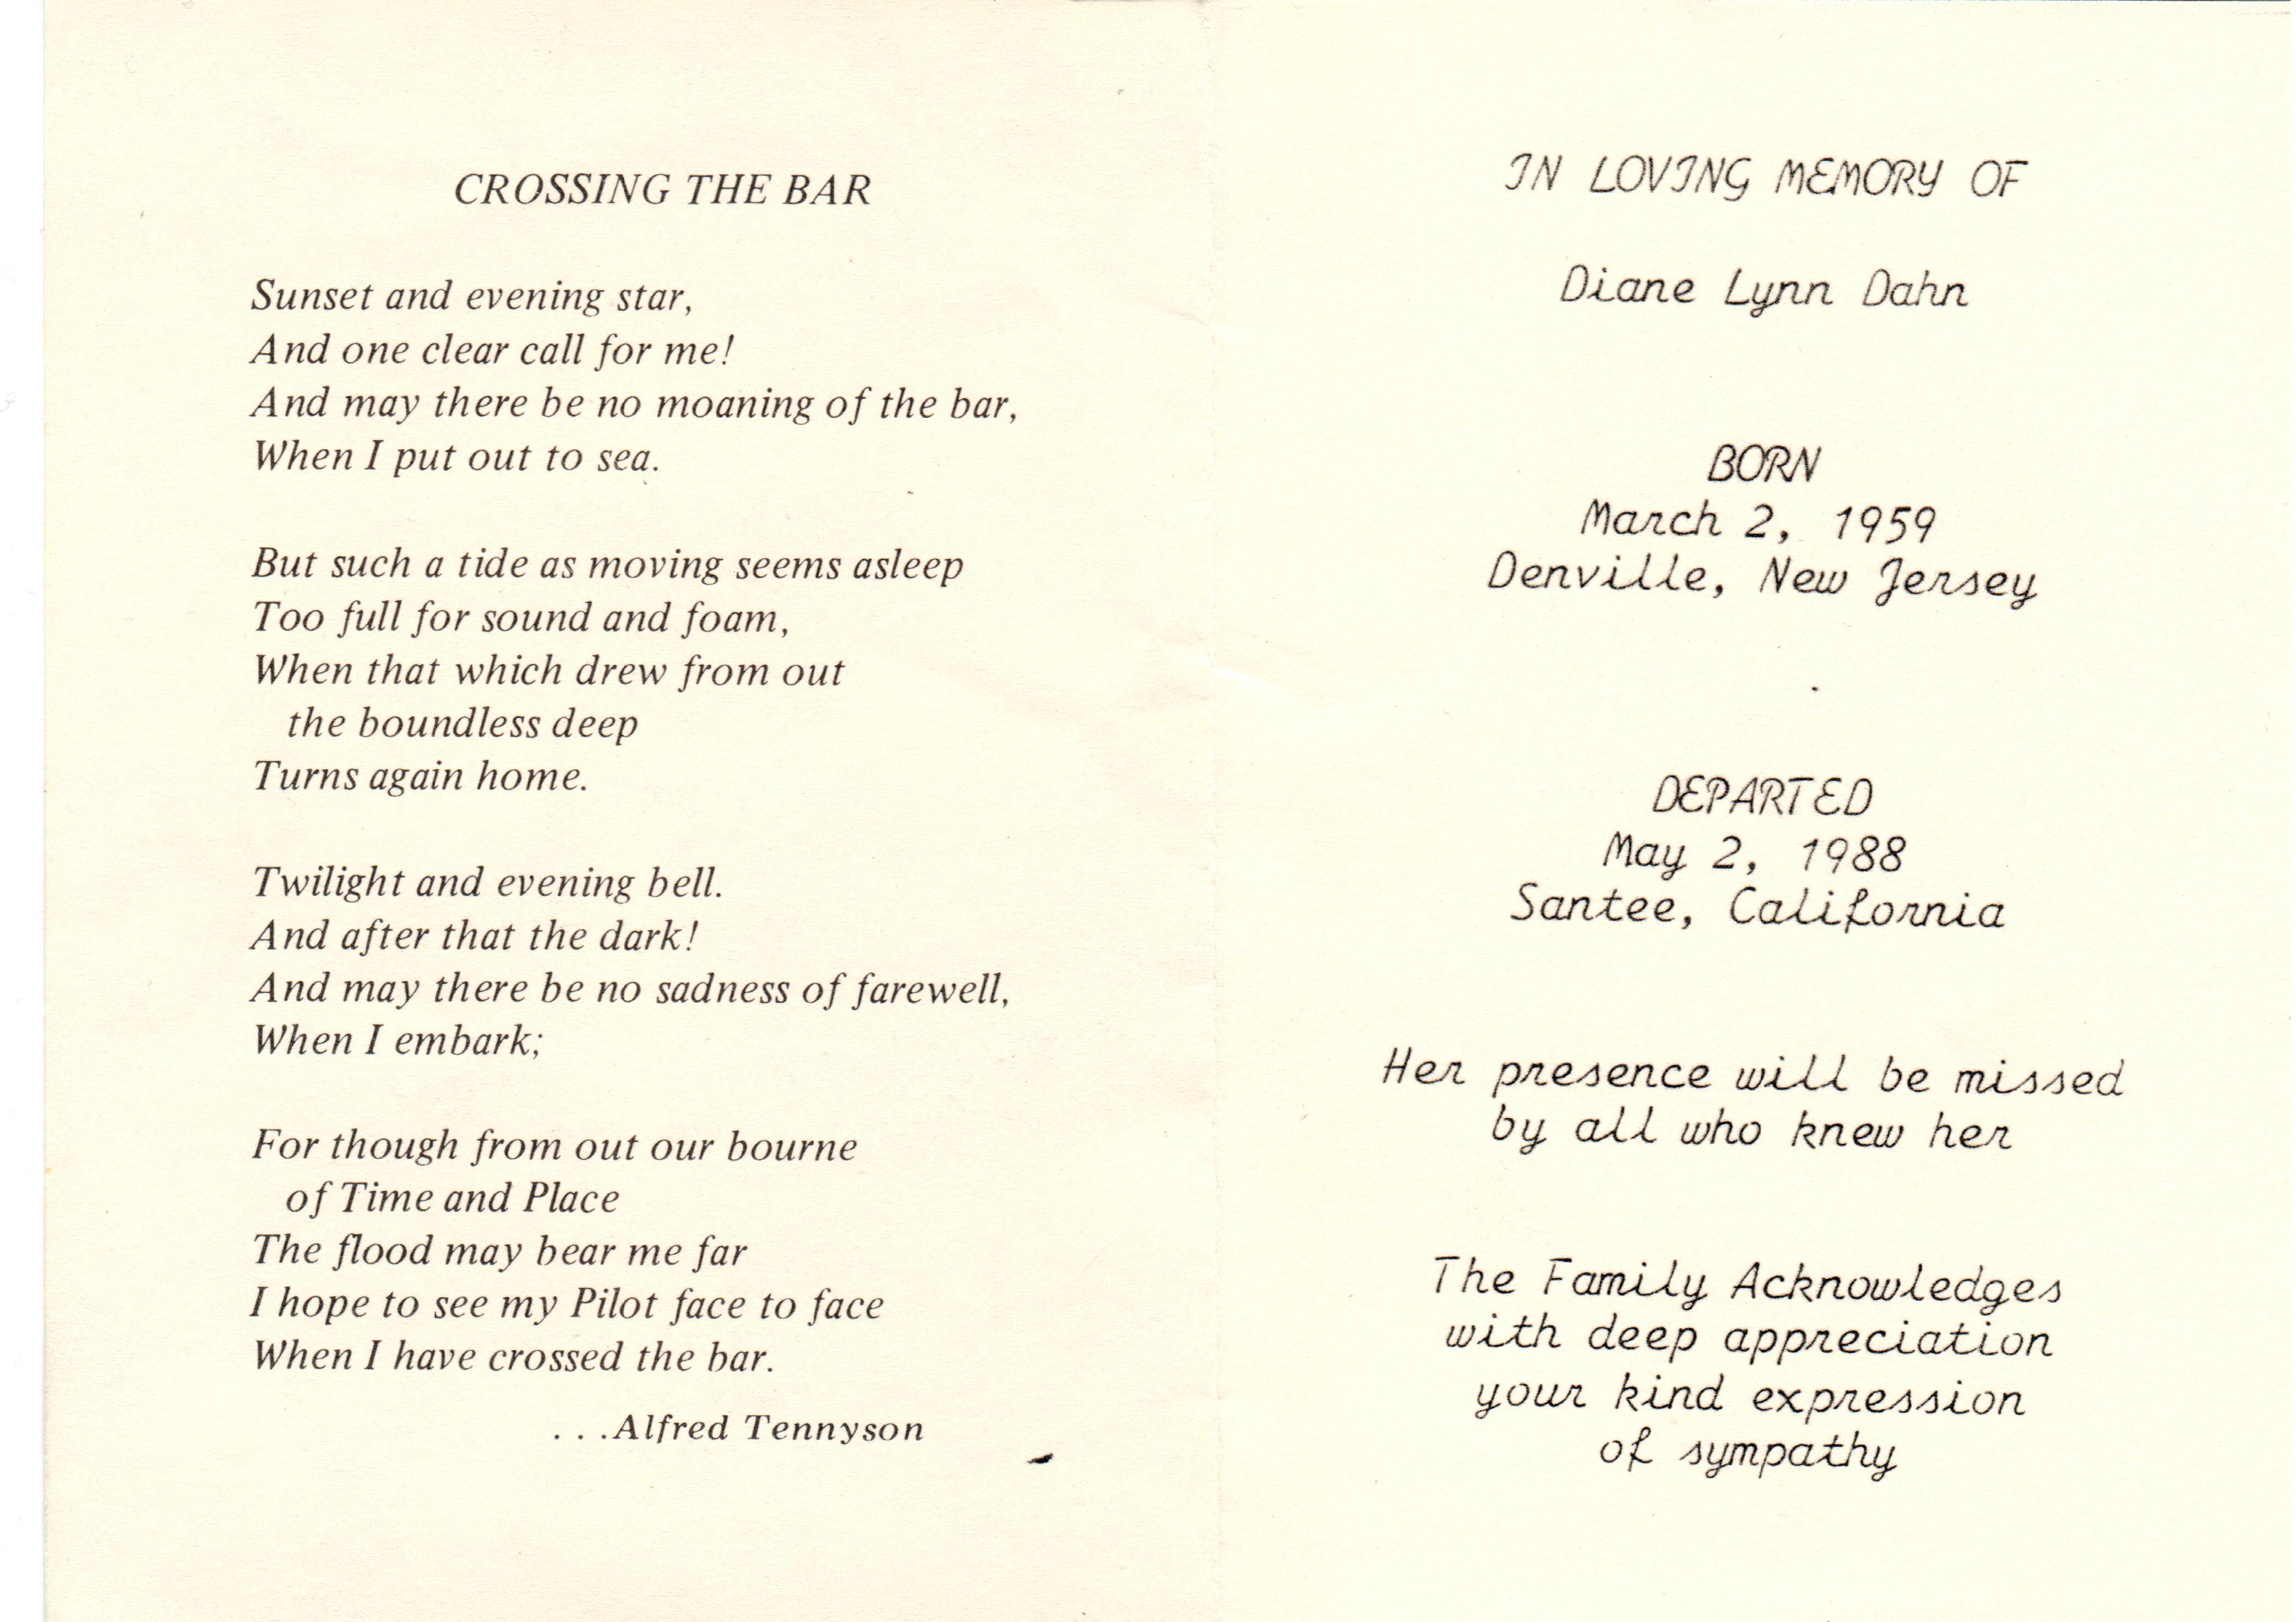 CROSSING THE BAR
Sunset and evening star,
And one clear call for me!
And may there be no moaning of the bar,
When I put out to sea.
But such a tide as moving seems asleep
Too full for sound and foam,
When that which drew from out
the boundless deep
Turns again home.
Twilight and evening bell.
And after that the dark!
And may there be no sadness of farewell,
When I embark;
For though from out our bourne
of Time and Place
The flood may bear me far
I hope to see my Pilot face to face
When I have crossed the bar.
. . .Alfred Tennyson
IN LOVING MEMORY OF
Diane Lynn Dahn
BORN
March 2, 1959
Denville, New Jersey
DEPARTED
May 2, 1988
Santee, California
Her presence will be missed
by all who knew her
The Family Acknowledges
with deep appreciation
your kind expression
of sympathy